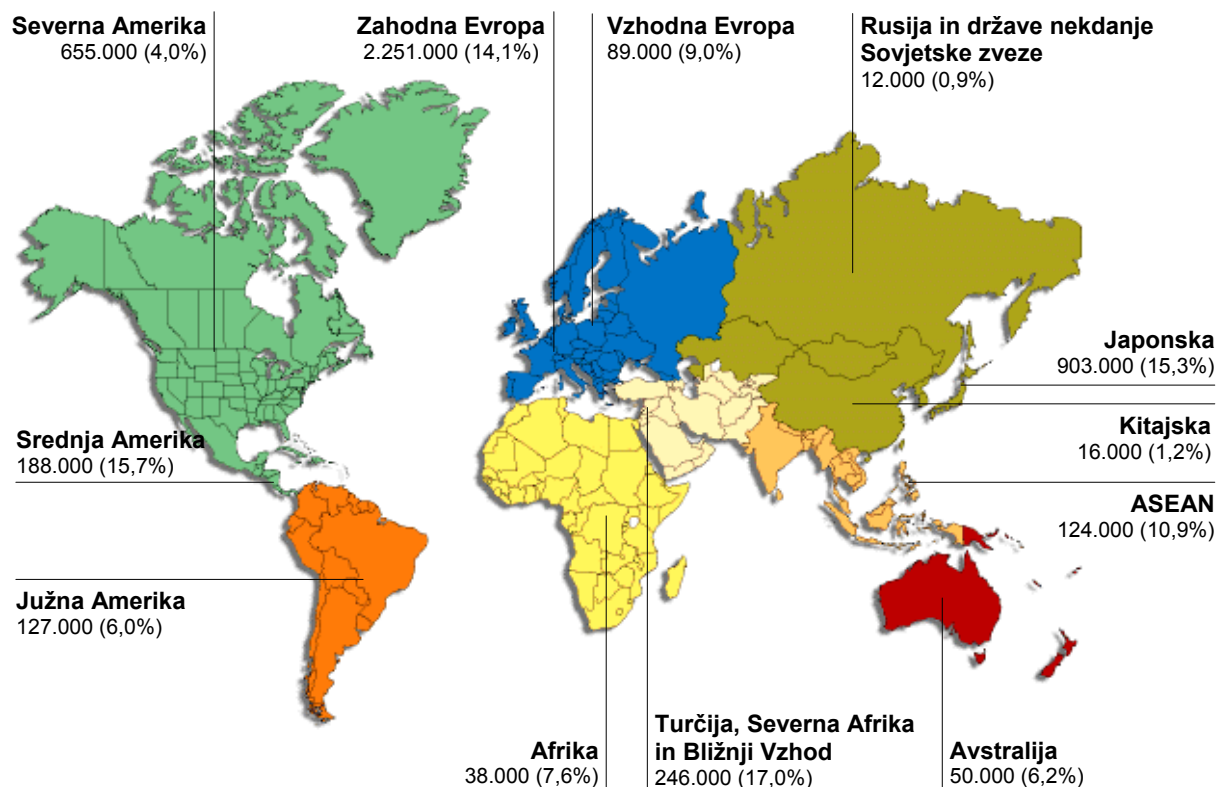 Severna Amerika
655.000 (4,0%)
Zahodna Evropa
2.251.000 (14,1%)
Vzhodna Evropa
89.000 (9,0%)
Rusija in države nekdanje
Sovjetske zveze
12.000 (0,9%)
Japonska
903.000 (15,3%)
Kitajska
16.000 (1,2%)
ASEAN
124.000 (10,9%)
Srednja Amerika
188.000 (15,7%)
Južna Amerika
127.000 (6,0%)
Afrika
38.000 (7,6%)
Turčija, Severna Afrika
in Bližnji Vzhod
246.000 (17,0%)
Avstralija
50.000 (6,2%)